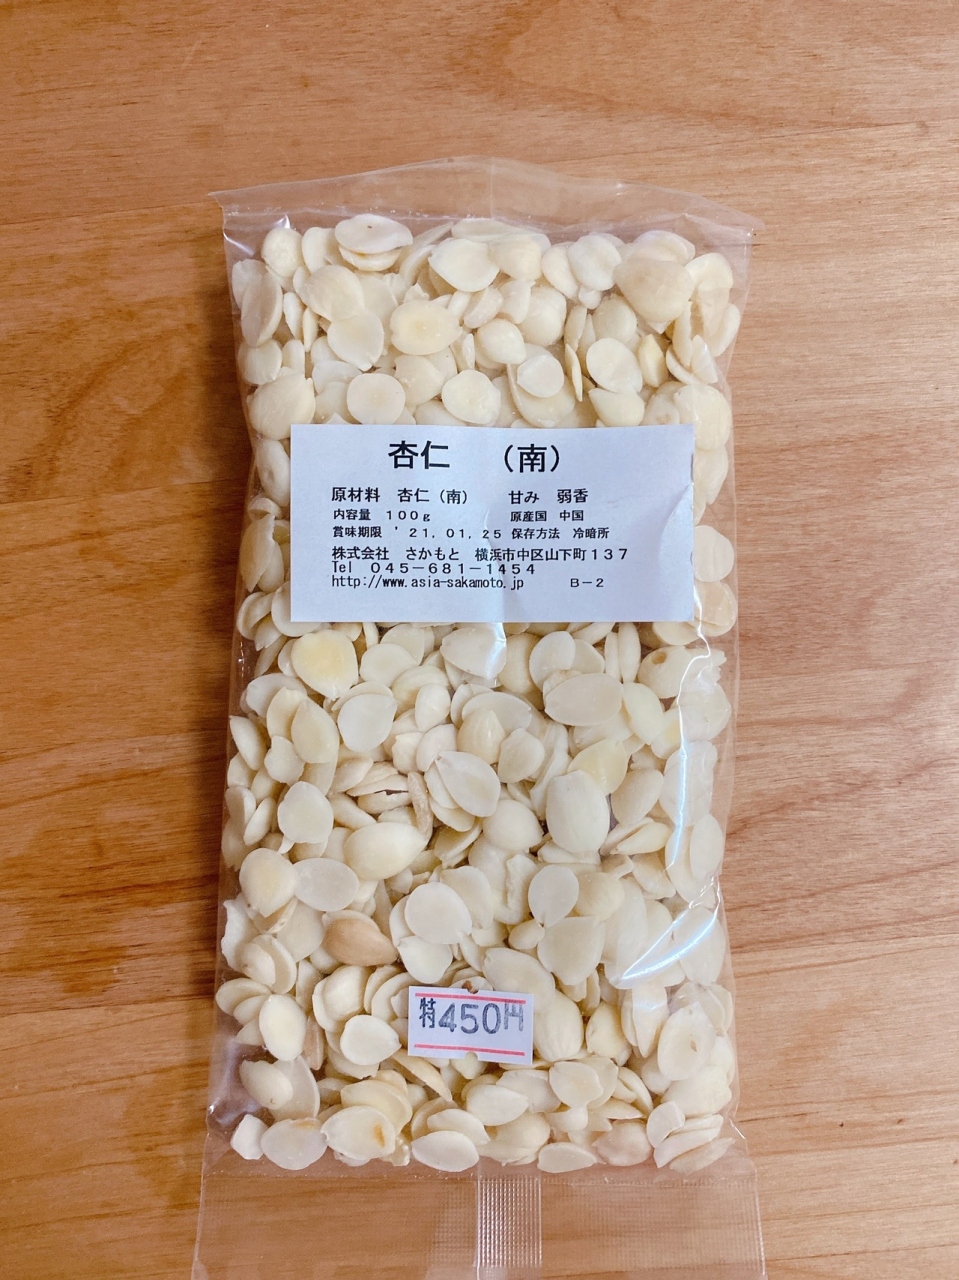 杏仁　（南）
原材料　杏仁（南）　　甘み　弱香
内容量　１００ｇ　　　　　原産国　中国
賞味期限　’２１，０１，２５ 保存方法　冷暗所
株式会社　さかもと　横浜市中区山下町１３７
Tel　０４５－６８１－１４５４
http://www.asia-sakamoto.jp　　　Ｂ－２
特450円